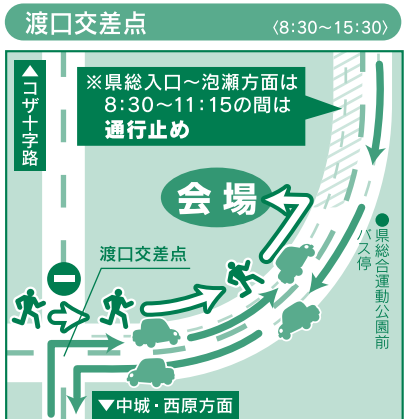 渡口交差点
〈8:30～15:30〉
▲コザ十字路
※県総入口～泡瀬方面は
8:30～11:15の間は
通行止め
会場
●県総合運動公園前
バス停
渡口交差点
▼中城・西原方面